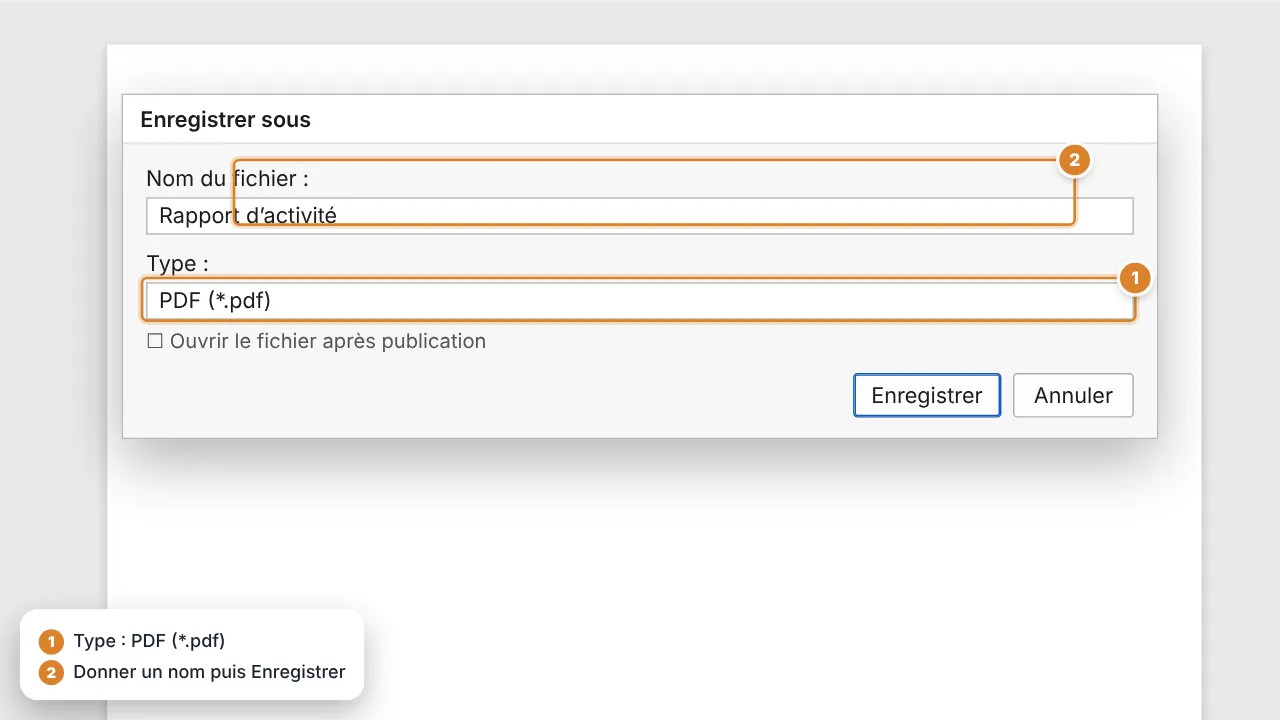 Enregistrer sous
2
Nom du fichier :
Rapport d’activité
Type :
1
PDF (*.pdf)
☐ Ouvrir le fichier après publication
Enregistrer Annuler
1 Type : PDF (*.pdf)
2 Donner un nom puis Enregistrer